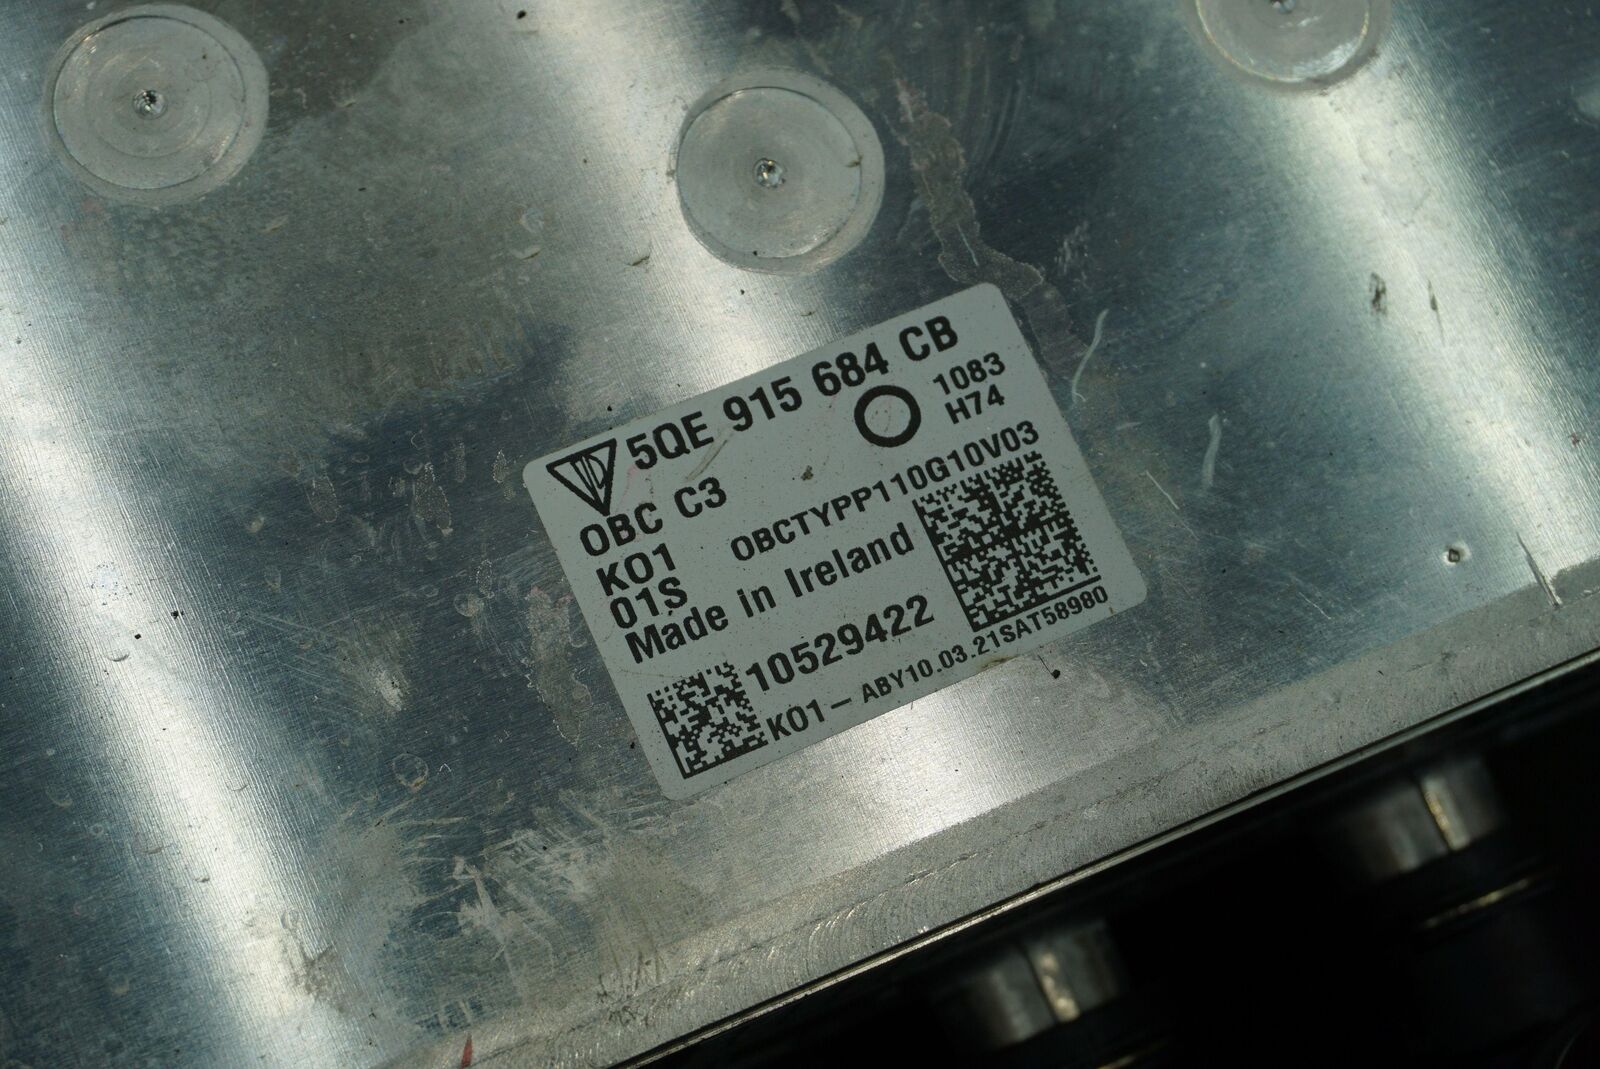 5QE 915 684 CB
1083
H74
OBC C3
OBCTYPP110G10V03
K01
01S
Made in Ireland
10529422
K01- ABY10.03.21SAT58980